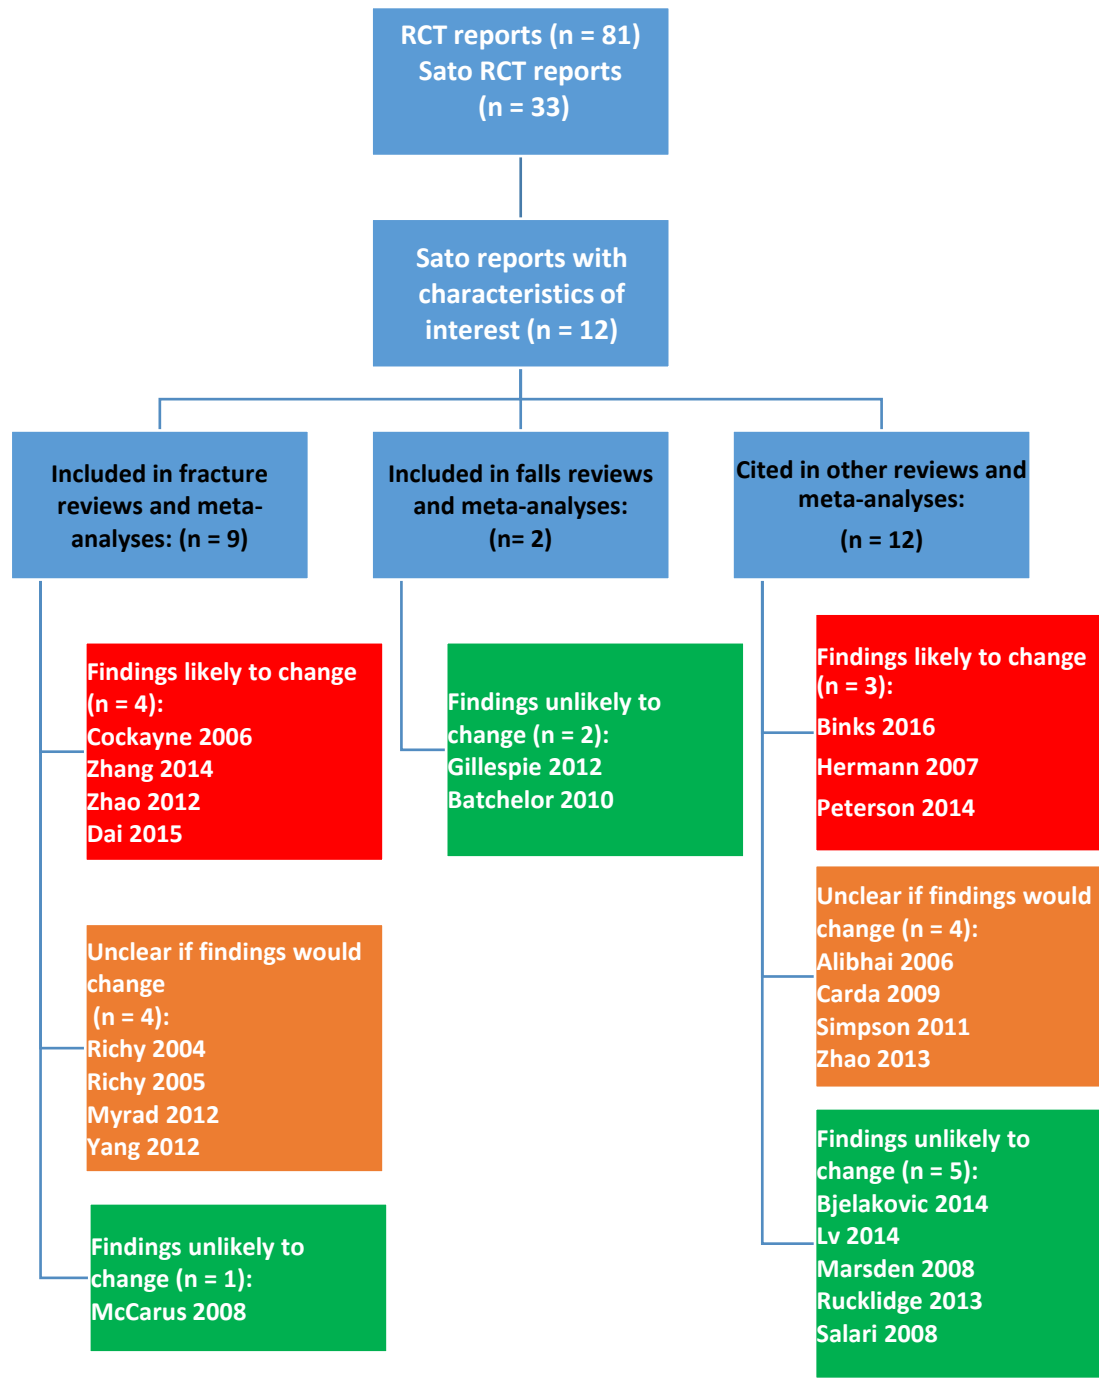 RCT reports (n = 81)
Sato RCT reports
(n = 33)
Sato reports with
characteristics of
interest (n = 12)
Included in fracture
reviews and meta-
analyses: (n = 9)
Included in falls reviews
and meta-analyses:
(n= 2)
Cited in other reviews and
meta-analyses:
(n = 12)
Findings likely to change
(n = 4):
Cockayne 2006
Zhang 2014
Zhao 2012
Dai 2015
Unclear if findings would
change
(n = 4):
Richy 2004
Richy 2005
Myrad 2012
Yang 2012
Findings unlikely to
change (n = 1):
McCarus 2008
Findings unlikely to
change (n = 2):
Gillespie 2012
Batchelor 2010
Findings likely to change
(n = 3):
Binks 2016
Hermann 2007
Peterson 2014
Unclear if findings would
change (n = 4):
Alibhai 2006
Carda 2009
Simpson 2011
Zhao 2013
Findings unlikely to
change (n = 5):
Bjelakovic 2014
Lv 2014
Marsden 2008
Rucklidge 2013
Salari 2008